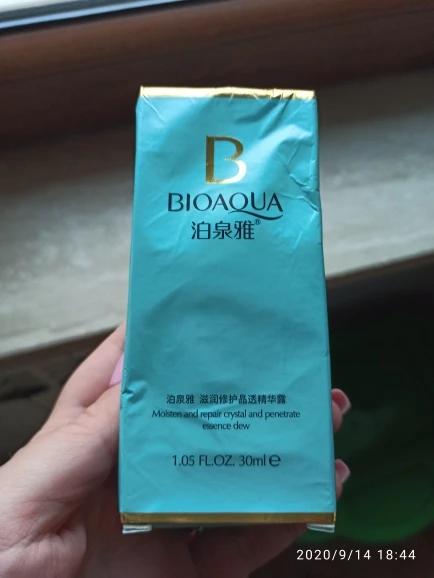 B
BIOAQUA
泊泉雅®
泊泉雅 滋润修护晶透精华露
Moisten and repair crystal and penetrate
essence dew
1.05 FL.OZ. 30ml ℮
2020/9/14 18:44